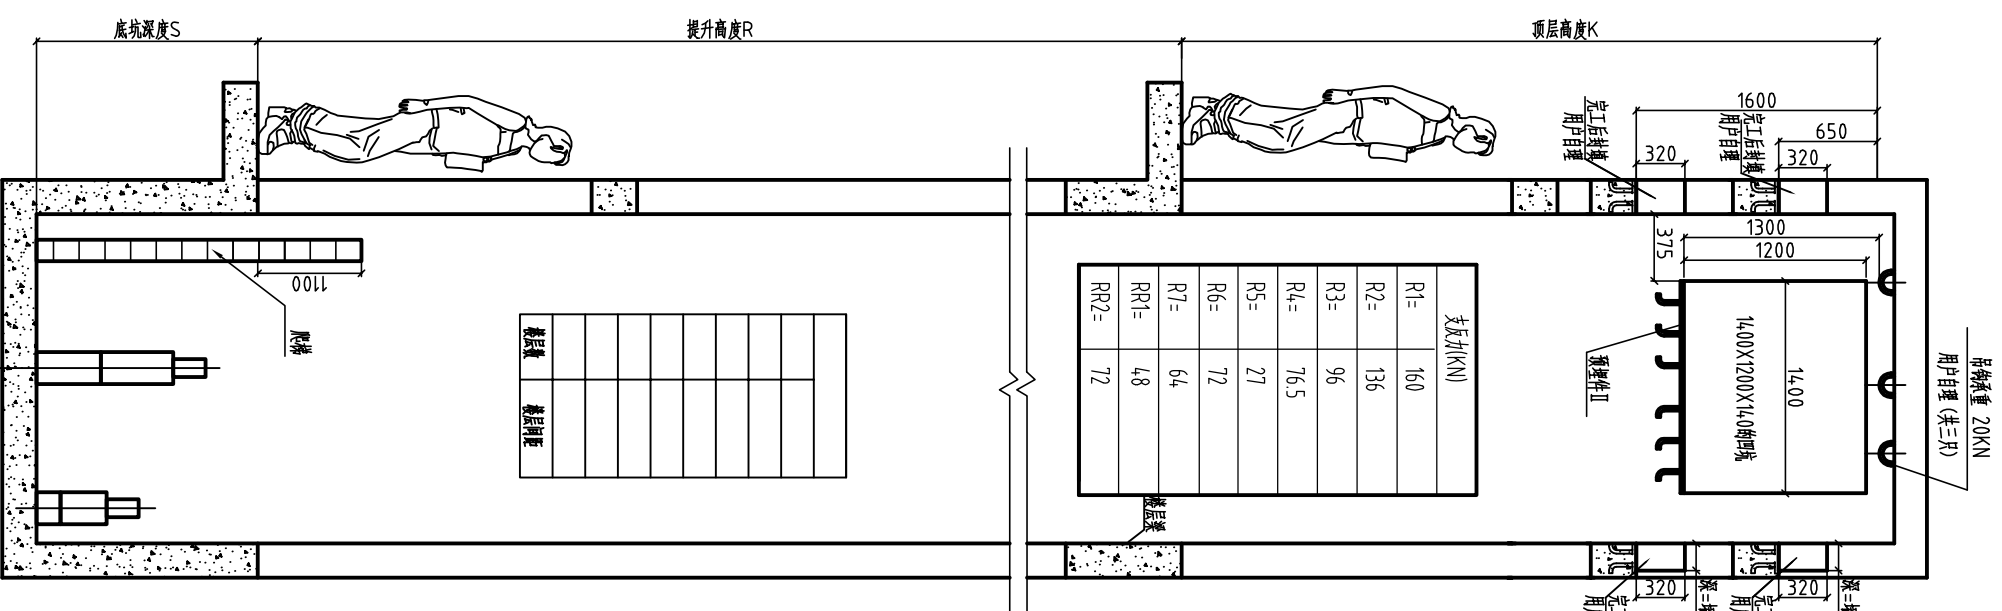 底坑深度S
提升高度R
顶层高度K
1600
650
320
320
完工后封填
用户自理
完工后封填
用户自理
375
1300
1200
1400
1400X1200X140的凹坑
预埋件Ⅱ
吊钩承重 20KN
用户自理 (共三只)
支反力(KN)
R1= 160
R2= 136
R3= 96
R4= 76.5
R5= 27
R6= 72
R7= 64
RR1= 48
RR2= 72
楼层梁
楼层数
楼层间距
1100
爬梯
320
320